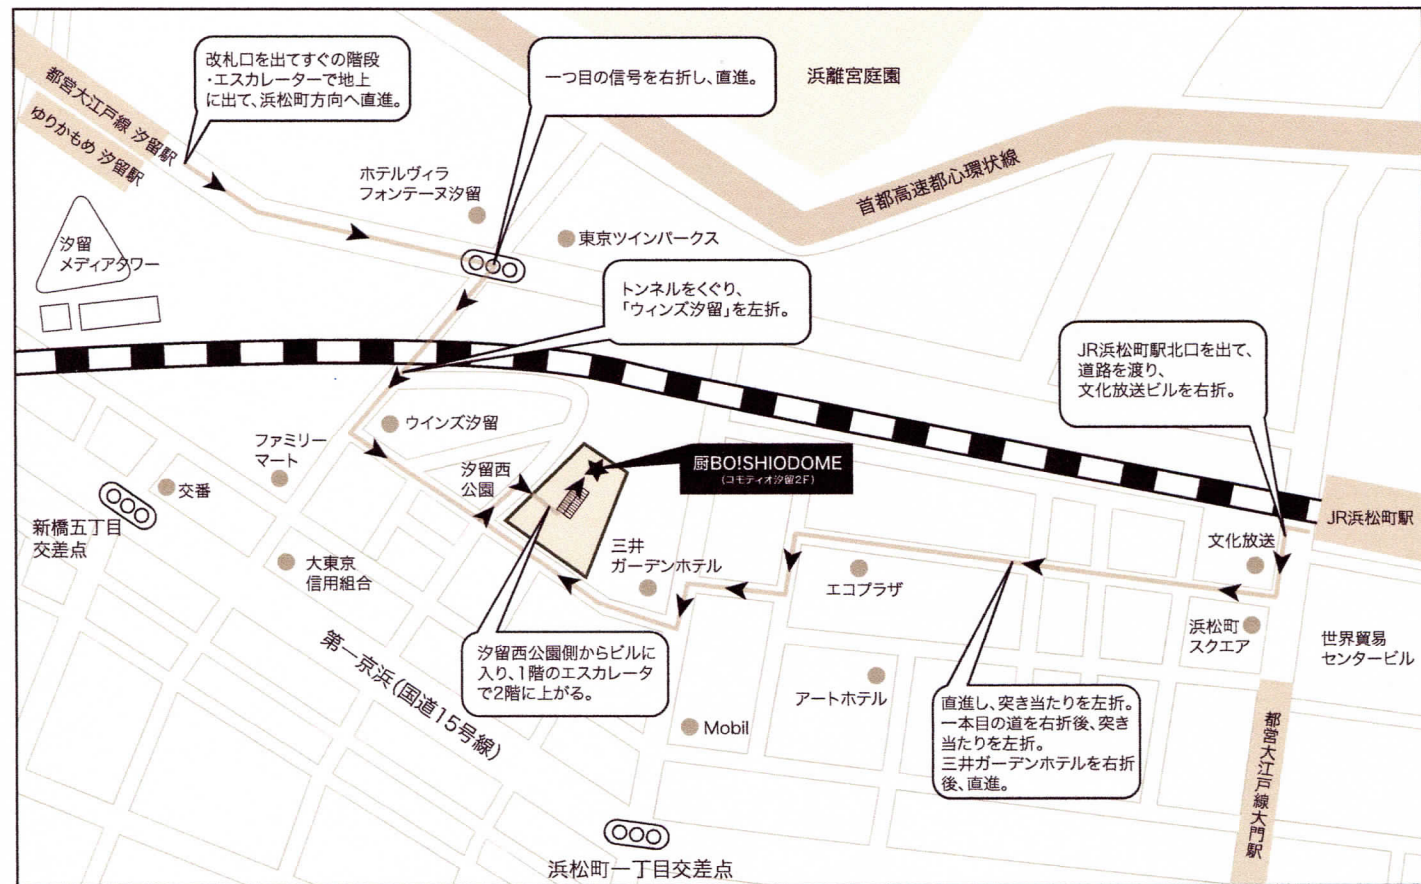 改札口を出てすぐの階段
・エスカレーターで地上
に出て、浜松町方向へ直進。
一つ目の信号を右折し、直進。
浜離宮庭園
都営大江戸線 汐留駅
ゆりかもめ 汐留駅
ホテルヴィラ
フォンテーヌ汐留
首都高速都心環状線
東京ツインパークス
汐留
メディアタワー
トンネルをくぐり、
「ウィンズ汐留」を左折。
JR浜松町駅北口を出て、
道路を渡り、
文化放送ビルを右折。
ウインズ汐留
ファミリー
マート
汐留西
公園
厨BO!SHIODOME
(コモディオ汐留2F)
交番
新橋五丁目
交差点
JR浜松町駅
文化放送
三井
ガーデンホテル
大東京
信用組合
エコプラザ
浜松町
スクエア
世界貿易
センタービル
第一京浜(国道15号線)
汐留西公園側からビルに
入り、1階のエスカレータ
で2階に上がる。
アートホテル
直進し、突き当たりを左折。
一本目の道を右折後、突き
当たりを左折。
三井ガーデンホテルを右折
後、直進。
Mobil
都営大江戸線大門駅
浜松町一丁目交差点